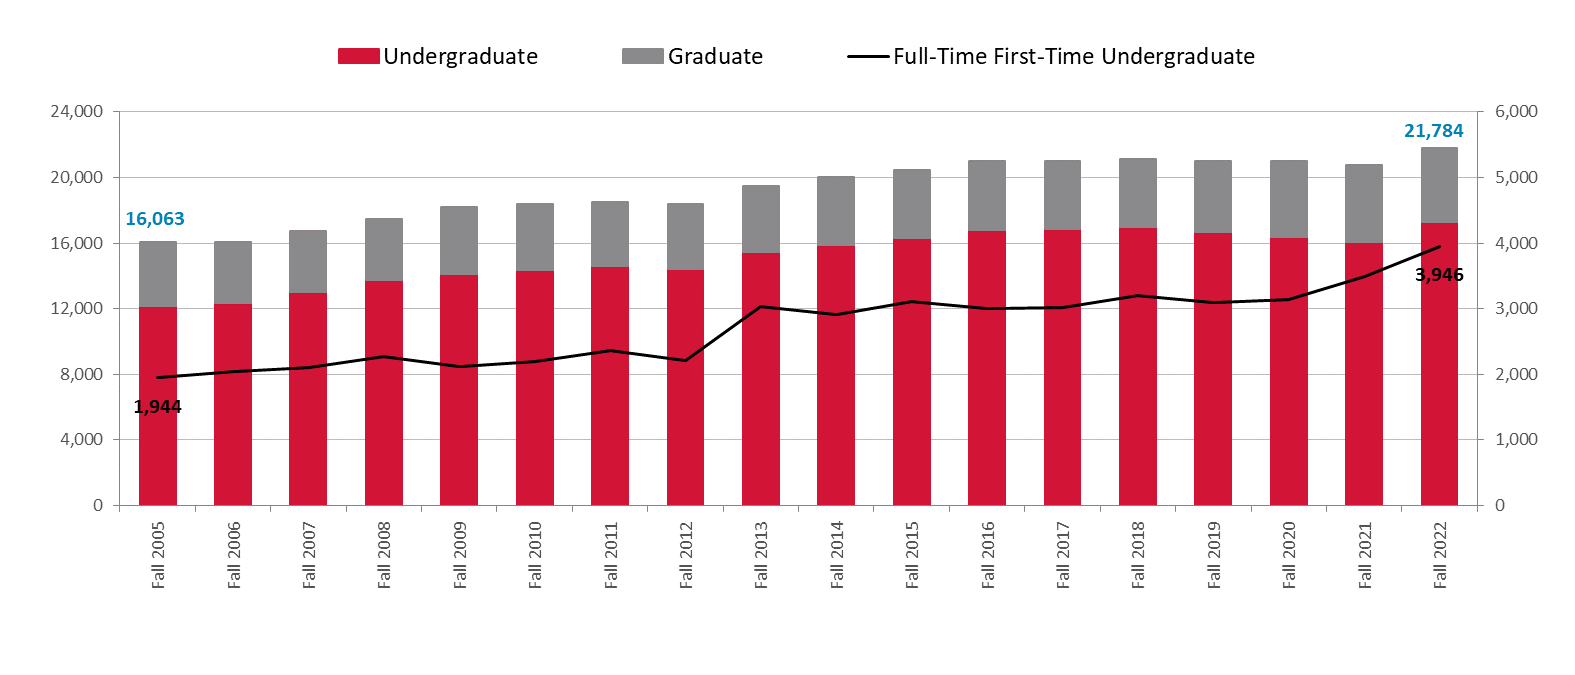 Undergraduate Graduate Full-Time First-Time Undergraduate
24,000 6,000
21,784
20,000 5,000
16,063
16,000 4,000
3,946
12,000 3,000
8,000 2,000
1,944
4,000 1,000
0 0
Fall 2005
Fall 2006
Fall 2007
Fall 2008
Fall 2009
Fall 2010
Fall 2011
Fall 2012
Fall 2013
Fall 2014
Fall 2015
Fall 2016
Fall 2017
Fall 2018
Fall 2019
Fall 2020
Fall 2021
Fall 2022